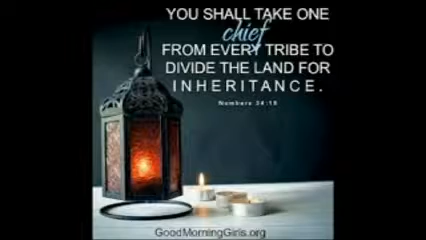 YOU SHALL TAKE ONE
chief
FROM EVERY TRIBE TO
DIVIDE THE LAND FOR
INHERITANCE.
Numbers 34:18
GoodMorningGirls.org